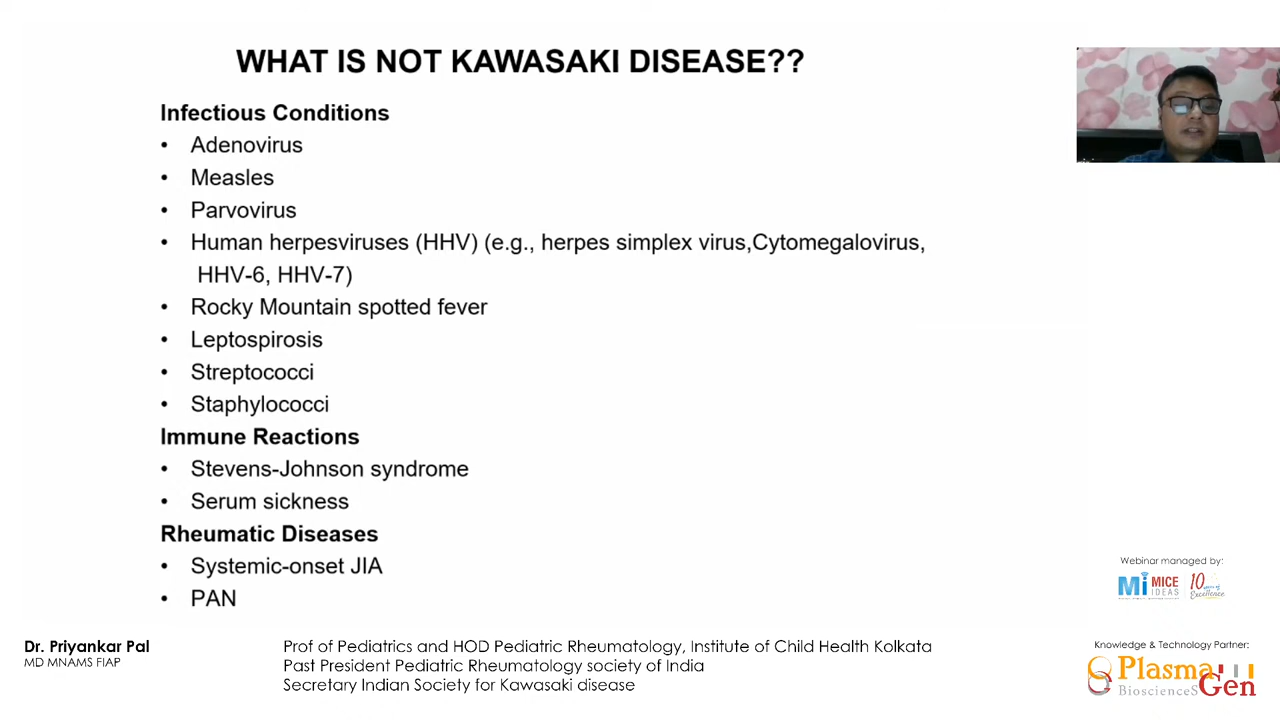 WHAT IS NOT KAWASAKI DISEASE??
Infectious Conditions
• Adenovirus
• Measles
• Parvovirus
• Human herpesviruses (HHV) (e.g., herpes simplex virus,Cytomegalovirus,
HHV-6, HHV-7)
• Rocky Mountain spotted fever
• Leptospirosis
• Streptococci
• Staphylococci
Immune Reactions
• Stevens-Johnson syndrome
• Serum sickness
Rheumatic Diseases
• Systemic-onset JIA
• PAN
Webinar managed by:
Mi MICE IDEAS 10 years of Excellence
Dr. Priyankar Pal
MD MNAMS FIAP
Prof of Pediatrics and HOD Pediatric Rheumatology, Institute of Child Health Kolkata
Past President Pediatric Rheumatology society of India
Secretary Indian Society for Kawasaki disease
Knowledge & Technology Partner:
PlasmaGen
BioscienceS